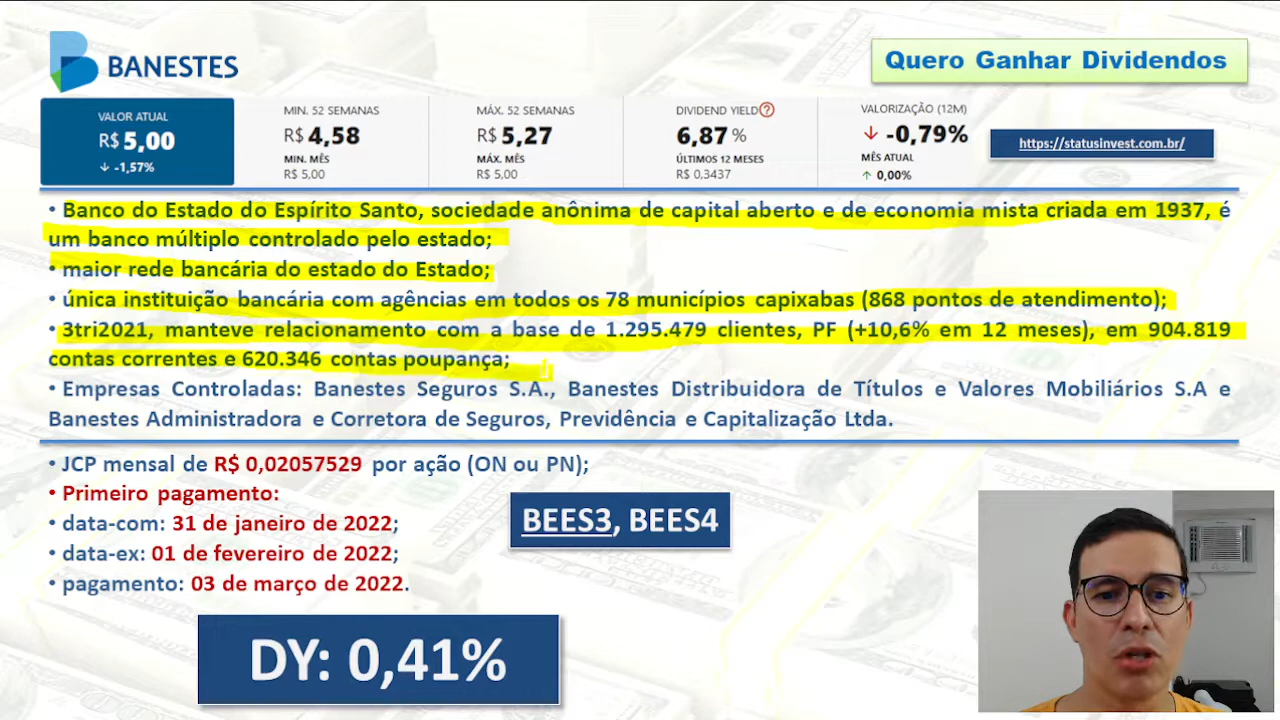 BANESTES
Quero Ganhar Dividendos
VALOR ATUAL
R$ 5,00
-1,57%
MIN. 52 SEMANAS
R$ 4,58
MIN. MÊS
R$ 5,00
MÁX. 52 SEMANAS
R$ 5,27
MÁX. MÊS
R$ 5,00
DIVIDEND YIELD?
6,87 %
ÚLTIMOS 12 MESES
R$ 0,3437
VALORIZAÇÃO (12M)
-0,79%
MÊS ATUAL
0,00%
https://statusinvest.com.br/
• Banco do Estado do Espírito Santo, sociedade anônima de capital aberto e de economia mista criada em 1937, é
um banco múltiplo controlado pelo estado;
• maior rede bancária do estado do Estado;
• única instituição bancária com agências em todos os 78 municípios capixabas (868 pontos de atendimento);
• 3tri2021, manteve relacionamento com a base de 1.295.479 clientes, PF (+10,6% em 12 meses), em 904.819
contas correntes e 620.346 contas poupança;
• Empresas Controladas: Banestes Seguros S.A., Banestes Distribuidora de Títulos e Valores Mobiliários S.A e
Banestes Administradora e Corretora de Seguros, Previdência e Capitalização Ltda.
• JCP mensal de R$ 0,02057529 por ação (ON ou PN);
• Primeiro pagamento:
• data-com: 31 de janeiro de 2022;
• data-ex: 01 de fevereiro de 2022;
• pagamento: 03 de março de 2022.
BEES3, BEES4
DY: 0,41%